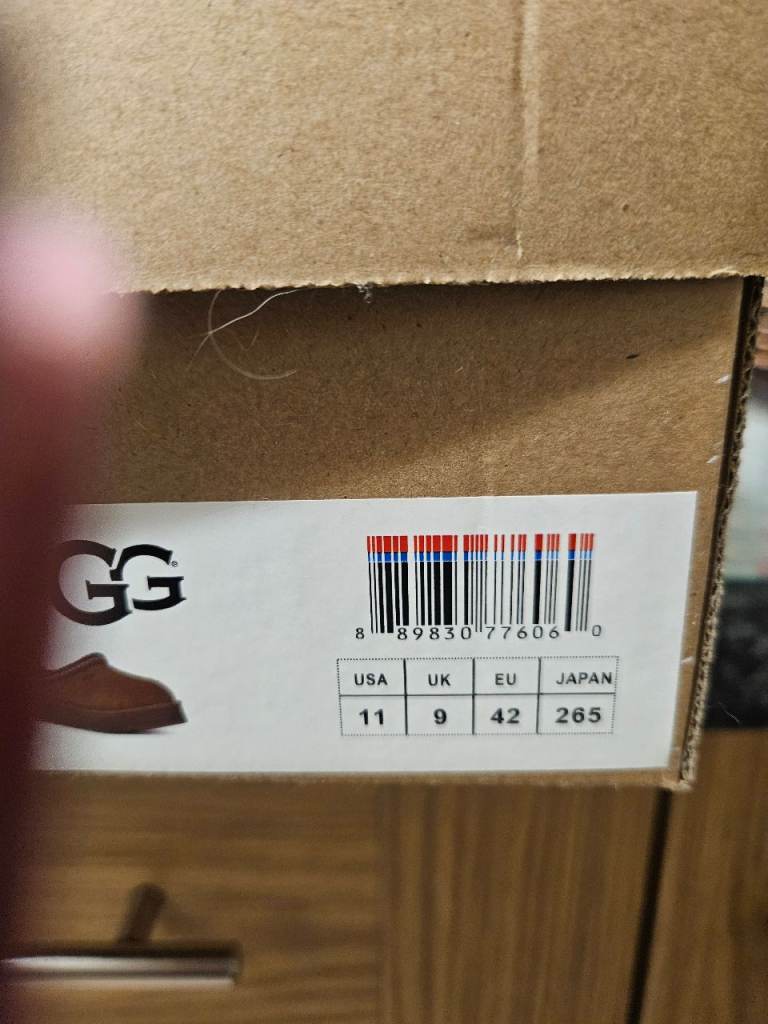 GG®
8 89830 77606 0
USA UK EU JAPAN
11 9 42 265